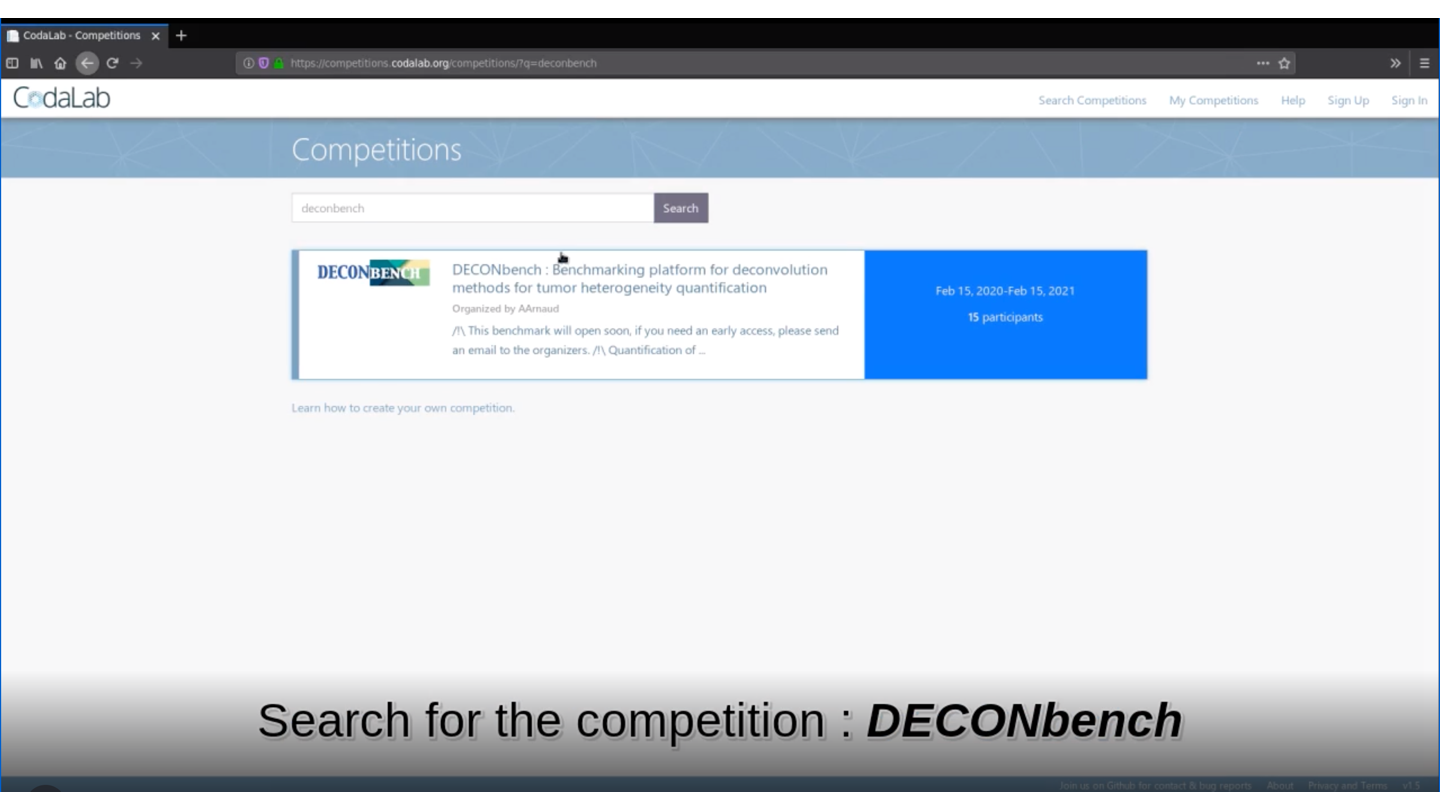 CodaLab - Competitions
https://competitions.codalab.org/competitions/?q=deconbench
CodaLab
Search Competitions My Competitions Help Sign Up Sign In
Competitions
deconbench Search
DECONBENCH
DECONbench : Benchmarking platform for deconvolution
methods for tumor heterogeneity quantification
Organized by AArnaud
/!\ This benchmark will open soon, if you need an early access, please send
an email to the organizers. /!\ Quantification of ...
Feb 15, 2020-Feb 15, 2021
15 participants
Learn how to create your own competition.
Search for the competition : DECONbench
Join us on Github for contact & bug reports About Privacy and Terms v1.5